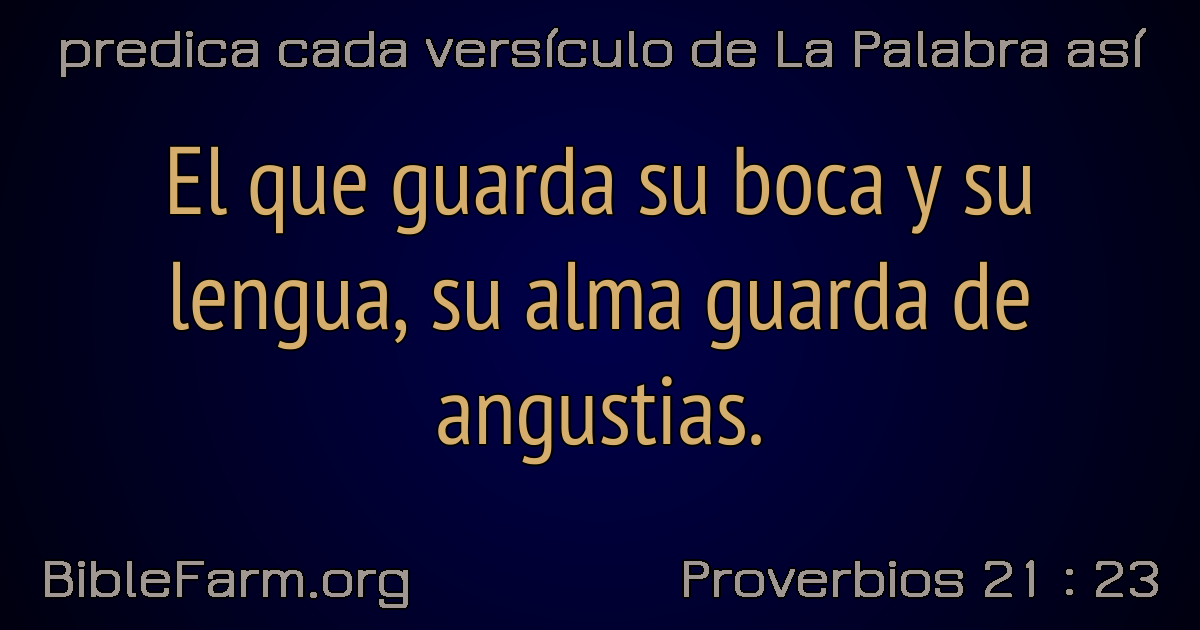 predica cada versículo de La Palabra así
El que guarda su boca y su
lengua, su alma guarda de
angustias.
BibleFarm.org
Proverbios 21 : 23